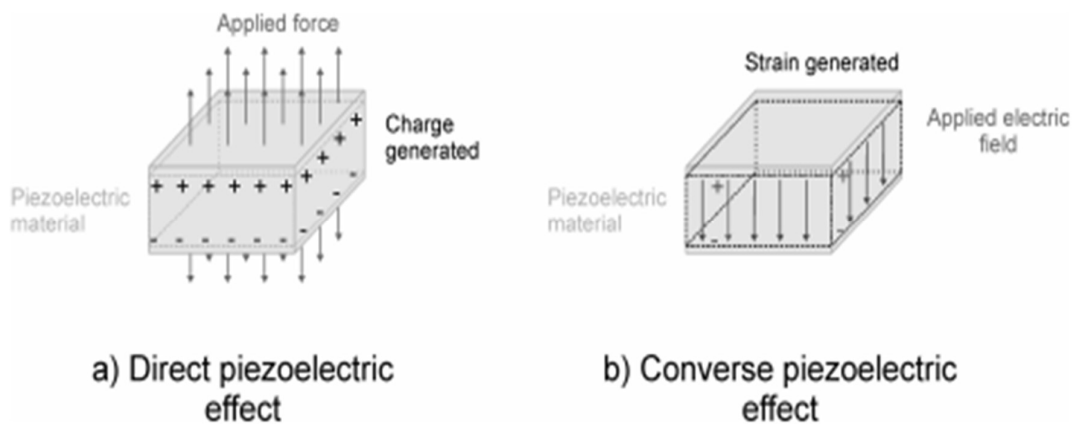 Applied force
Charge
generated
Piezoelectric
material
+ + + + + +
+ + + +
- - - - - -
- - - -
a) Direct piezoelectric
effect
Strain generated
Applied electric
field
Piezoelectric
material
+ +
- -
b) Converse piezoelectric
effect